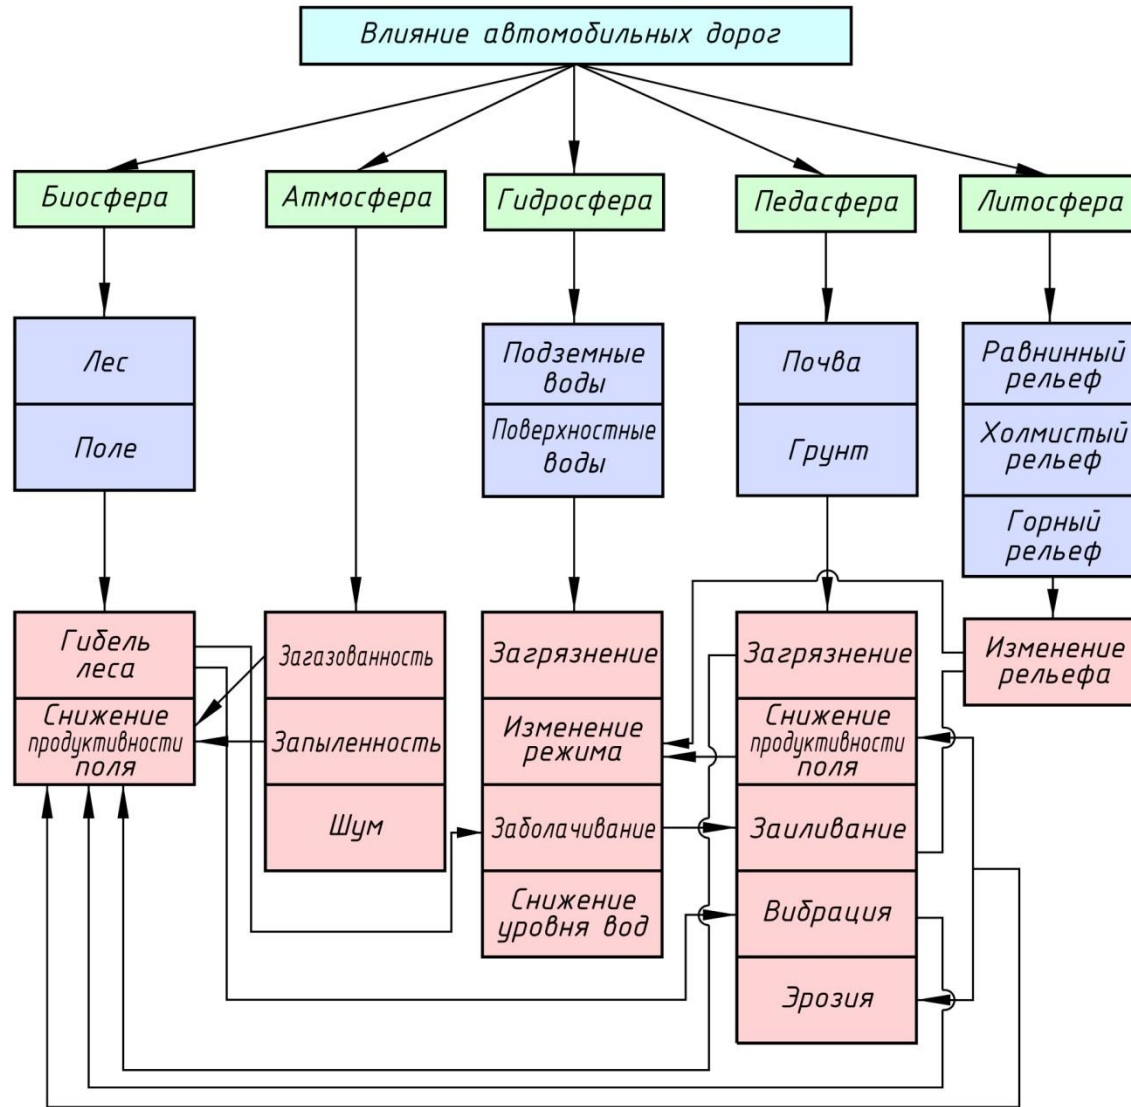 Влияние автомобильных дорог
Биосфера
Атмосфера
Гидросфера
Педасфера
Литосфера
Лес
Поле
Подземные
воды
Поверхностные
воды
Почва
Грунт
Равнинный
рельеф
Холмистый
рельеф
Горный
рельеф
Гибель
леса
Снижение
продуктивности
поля
Загазованность
Запыленность
Шум
Загрязнение
Изменение
режима
Заболачивание
Снижение
уровня вод
Загрязнение
Снижение
продуктивности
поля
Заиливание
Вибрация
Эрозия
Изменение
рельефа